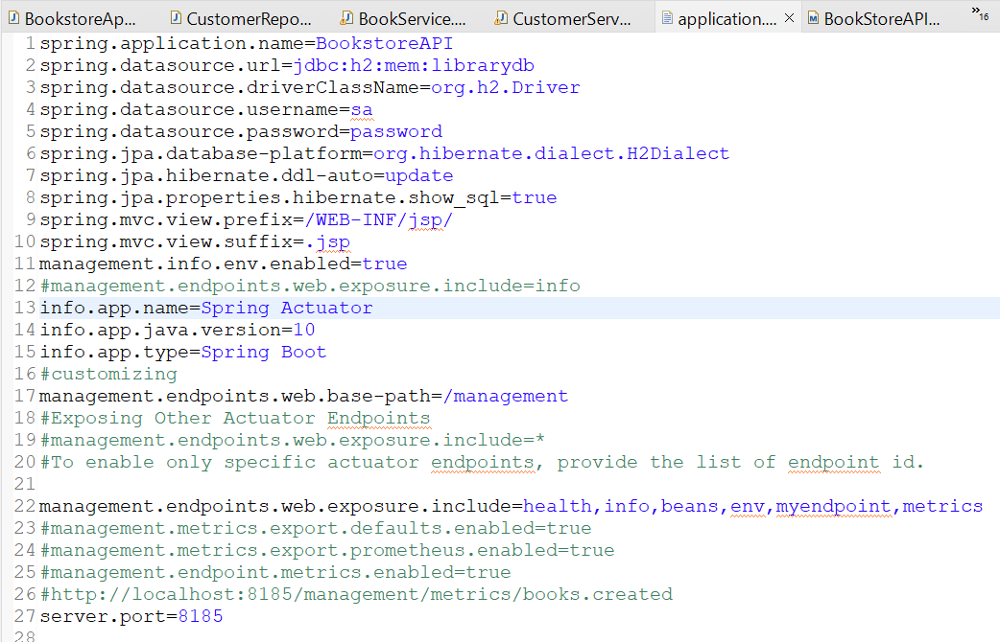 BookstoreAp... CustomerRepo... BookService.... CustomerServ... application.... BookStoreAPI... »16
1 spring.application.name=BookstoreAPI
2 spring.datasource.url=jdbc:h2:mem:librarydb
3 spring.datasource.driverClassName=org.h2.Driver
4 spring.datasource.username=sa
5 spring.datasource.password=password
6 spring.jpa.database-platform=org.hibernate.dialect.H2Dialect
7 spring.jpa.hibernate.ddl-auto=update
8 spring.jpa.properties.hibernate.show_sql=true
9 spring.mvc.view.prefix=/WEB-INF/jsp/
10 spring.mvc.view.suffix=.jsp
11 management.info.env.enabled=true
12 #management.endpoints.web.exposure.include=info
13 info.app.name=Spring Actuator
14 info.app.java.version=10
15 info.app.type=Spring Boot
16 #customizing
17 management.endpoints.web.base-path=/management
18 #Exposing Other Actuator Endpoints
19 #management.endpoints.web.exposure.include=*
20 #To enable only specific actuator endpoints, provide the list of endpoint id.
21
22 management.endpoints.web.exposure.include=health,info,beans,env,myendpoint,metrics
23 #management.metrics.export.defaults.enabled=true
24 #management.metrics.export.prometheus.enabled=true
25 #management.endpoint.metrics.enabled=true
26 #http://localhost:8185/management/metrics/books.created
27 server.port=8185
28